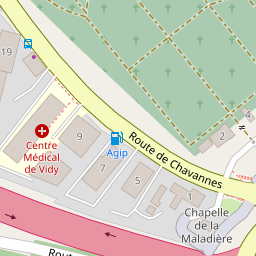 19
Route de Chavannes
4
2
9
Agip
Centre
Médical
de Vidy
7
5
1
Chapelle
de la
Maladière
Rou